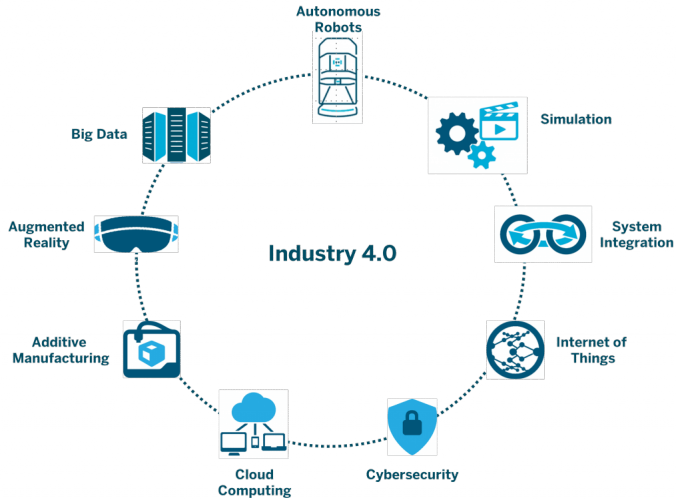 Autonomous
Robots
Simulation
System
Integration
Internet of
Things
Cybersecurity
Cloud
Computing
Additive
Manufacturing
Augmented
Reality
Big Data
Industry 4.0